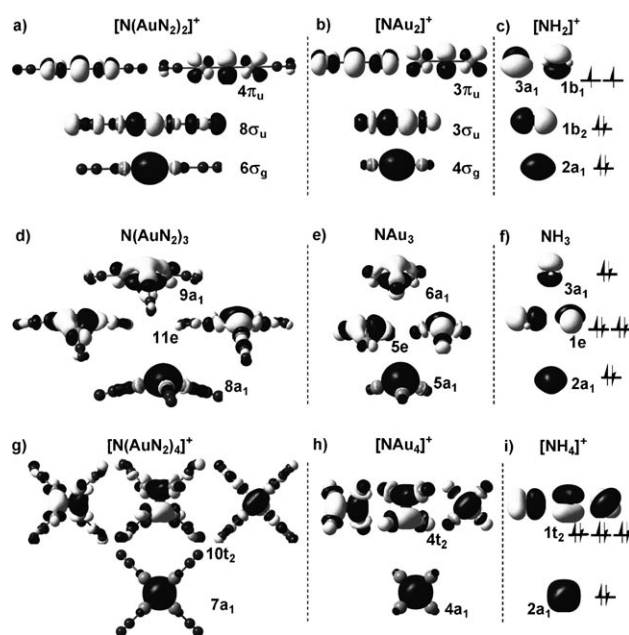 a) [N(AuN₂)₂]⁺
4πᵤ
8σᵤ
6σg
b) [NAu₂]⁺
3πᵤ
3σᵤ
4σg
c) [NH₂]⁺
3a₁ 1b₁
1b₂
2a₁
d) N(AuN₂)₃
9a₁
11e
8a₁
e) NAu₃
6a₁
5e
5a₁
f) NH₃
3a₁
1e
2a₁
g) [N(AuN₂)₄]⁺
10t₂
7a₁
h) [NAu₄]⁺
4t₂
4a₁
i) [NH₄]⁺
1t₂
2a₁